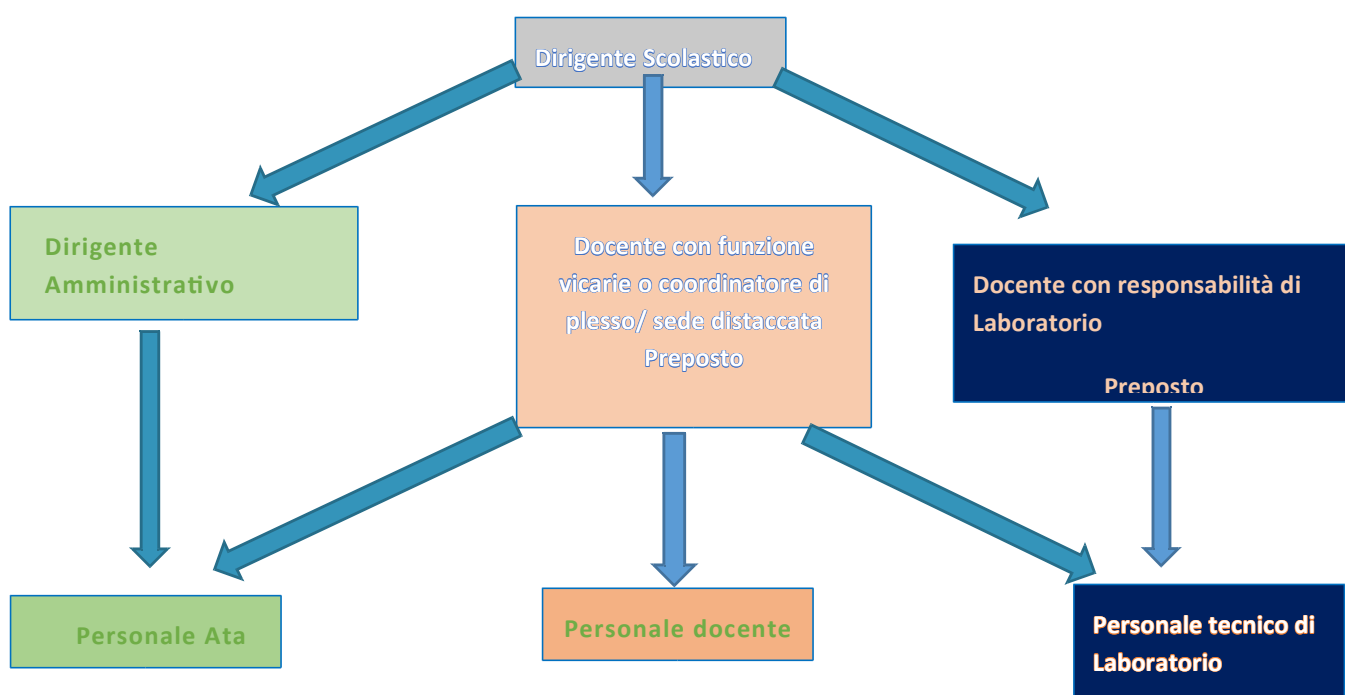 Dirigente Scolastico
Dirigente
Amministrativo
Docente con funzione
vicarie o coordinatore di
plesso/ sede distaccata
Preposto
Docente con responsabilità di
Laboratorio
Preposto
Personale Ata
Personale docente
Personale tecnico di
Laboratorio